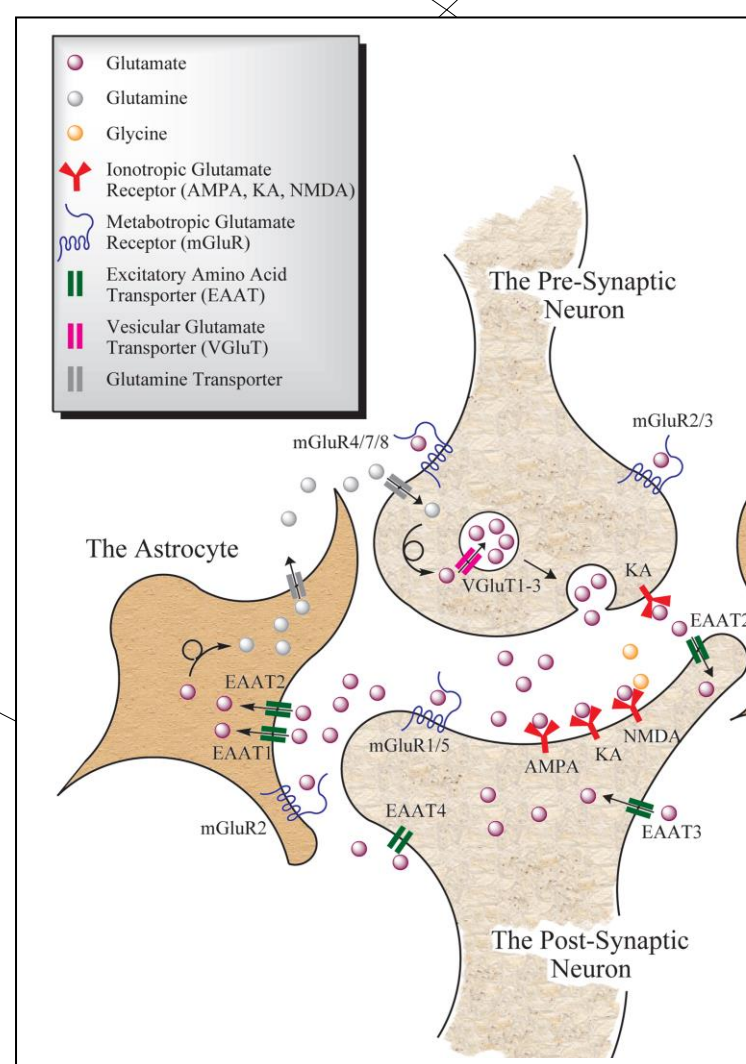 Glutamate
Glutamine
Glycine
Ionotropic Glutamate
Receptor (AMPA, KA, NMDA)
Metabotropic Glutamate
Receptor (mGluR)
Excitatory Amino Acid
Transporter (EAAT)
Vesicular Glutamate
Transporter (VGluT)
Glutamine Transporter
The Pre-Synaptic
Neuron
mGluR4/7/8
mGluR2/3
The Astrocyte
VGluT1-3
KA
EAAT2
EAAT2
EAAT1
mGluR1/5
NMDA
KA
AMPA
mGluR2
EAAT4
EAAT3
The Post-Synaptic
Neuron